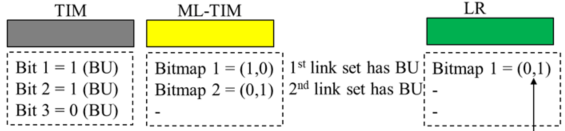 TIM ML-TIM LR
Bit 1 = 1 (BU) Bitmap 1 = (1,0) 1st link set has BU Bitmap 1 = (0,1)
Bit 2 = 1 (BU) Bitmap 2 = (0,1) 2nd link set has BU -
Bit 3 = 0 (BU) - -